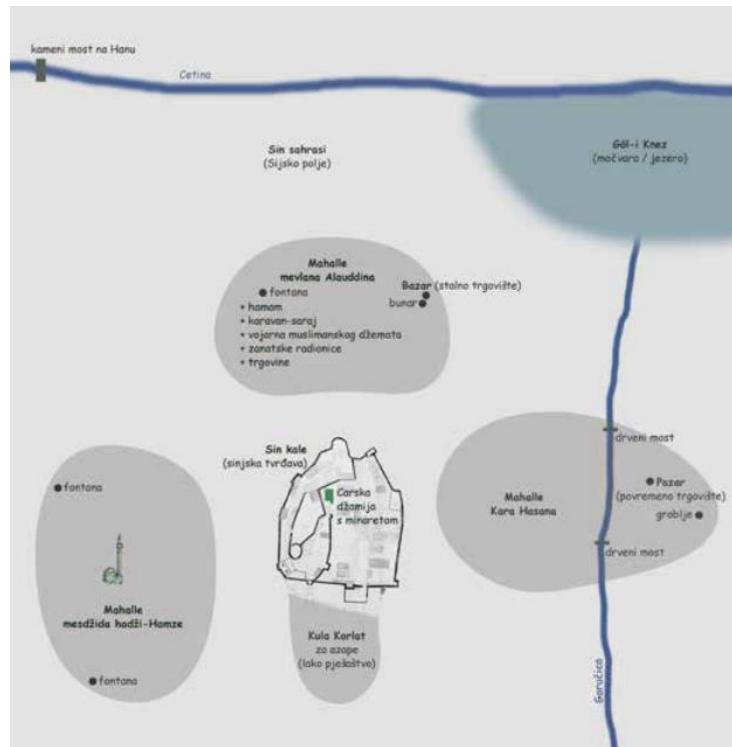 kameni most na Hanu
Cetina
Sin sahrasi
(Sijsko polje)
Göl-i Knez
(močvara / jezero)
Mahalle
mevlana Alauddina
fontana
+ hamam
+ karavan-saraj
+ vojarna muslimanskog džemata
+ zanatske radionice
+ trgovine
Bazar (stalno trgovište)
bunar
Sin kale
(sinjska tvrđava)
Carska
džamija
s minaretom
drveni most
Mahalle
Kara Hasana
Pazar
(povremeno trgovište)
groblje
drveni most
fontana
Mahalle
mesdžida hadži-Hamze
fontana
Kula Korlat
za azape
(lako pješaštvo)
Goručica